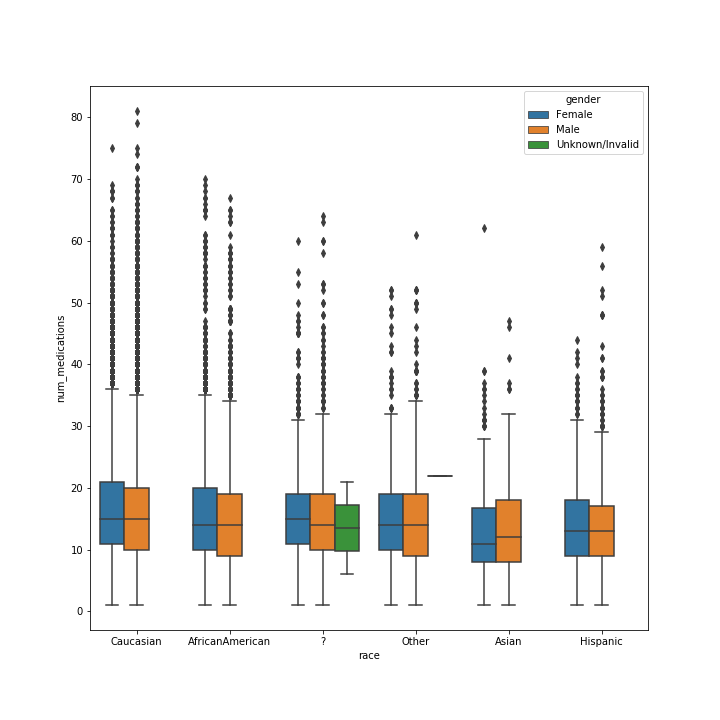 gender
Female
Male
Unknown/Invalid
80
70
60
50
40
30
20
10
0
num_medications
Caucasian AfricanAmerican ? Other Asian Hispanic
race